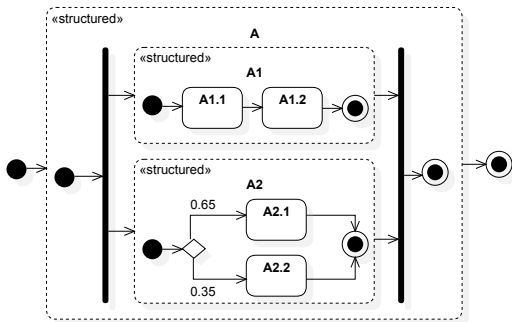 «structured»
A
«structured»
A1
A1.1
A1.2
«structured»
A2
0.65
A2.1
A2.2
0.35